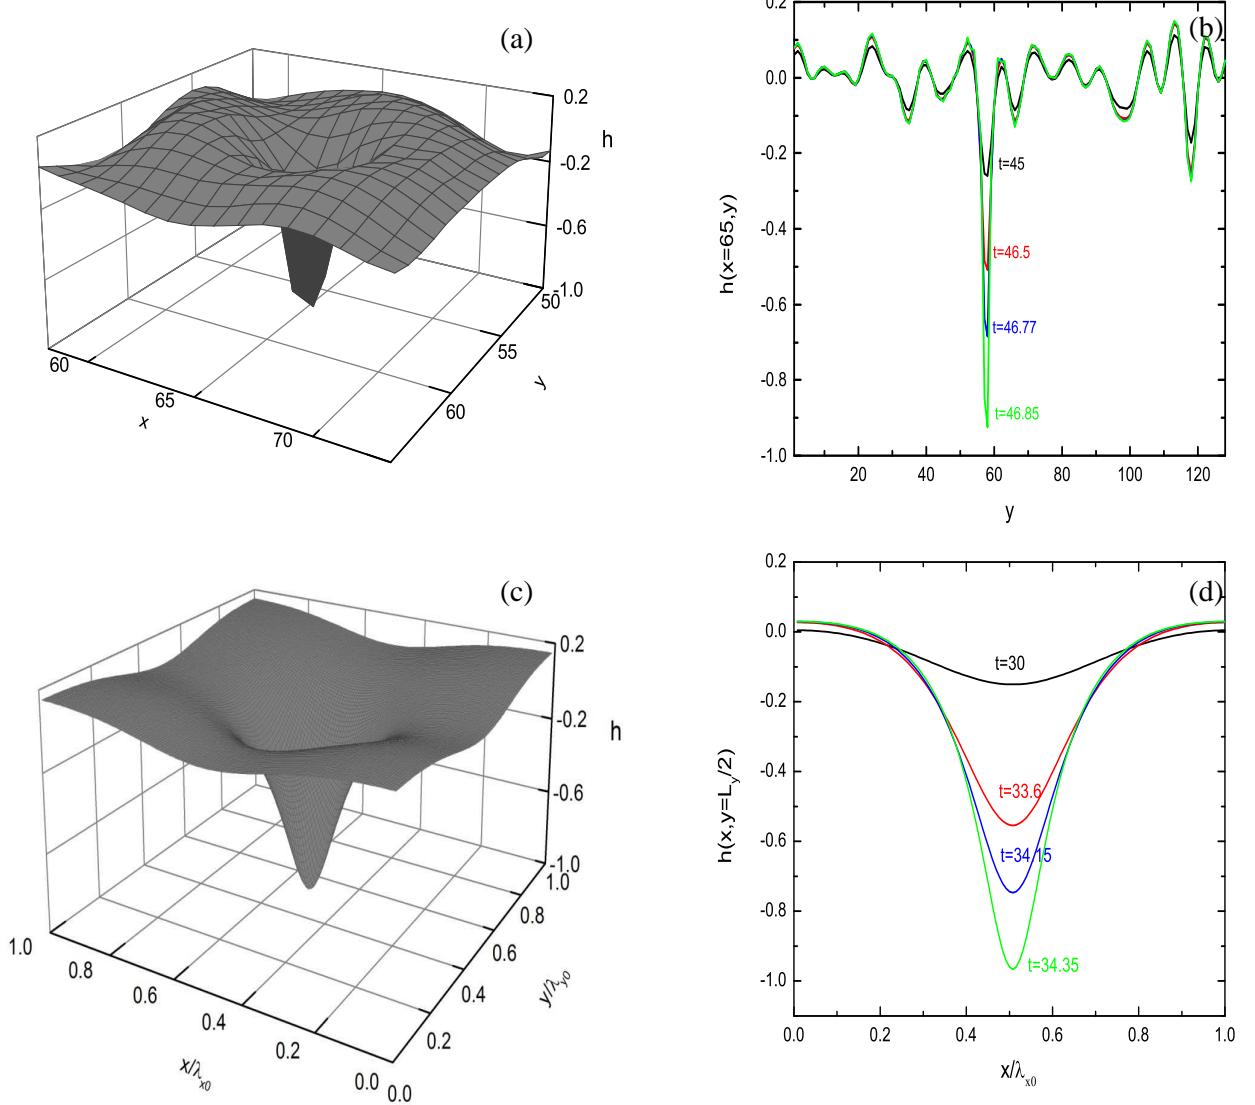 (a)
0.2
h
-0.2
-0.6
-1.0
50
55
y
60
60
65
x
70
(b)
0.2
0.0
-0.2
-0.4
-0.6
-0.8
-1.0
h(x=65,y)
t=45
t=46.5
t=46.77
t=46.85
20 40 60 80 100 120
y
(c)
0.2
-0.2
h
-0.6
-1.0
1.0
0.8
0.6
0.4
0.2
0.0
y/λy0
1.0
0.8
0.6
0.4
0.2
0.0
x/λx0
(d)
0.2
0.0
-0.2
-0.4
-0.6
-0.8
-1.0
h(x,y=Ly/2)
t=30
t=33.6
t=34.15
t=34.35
0.0 0.2 0.4 0.6 0.8 1.0
x/λx0